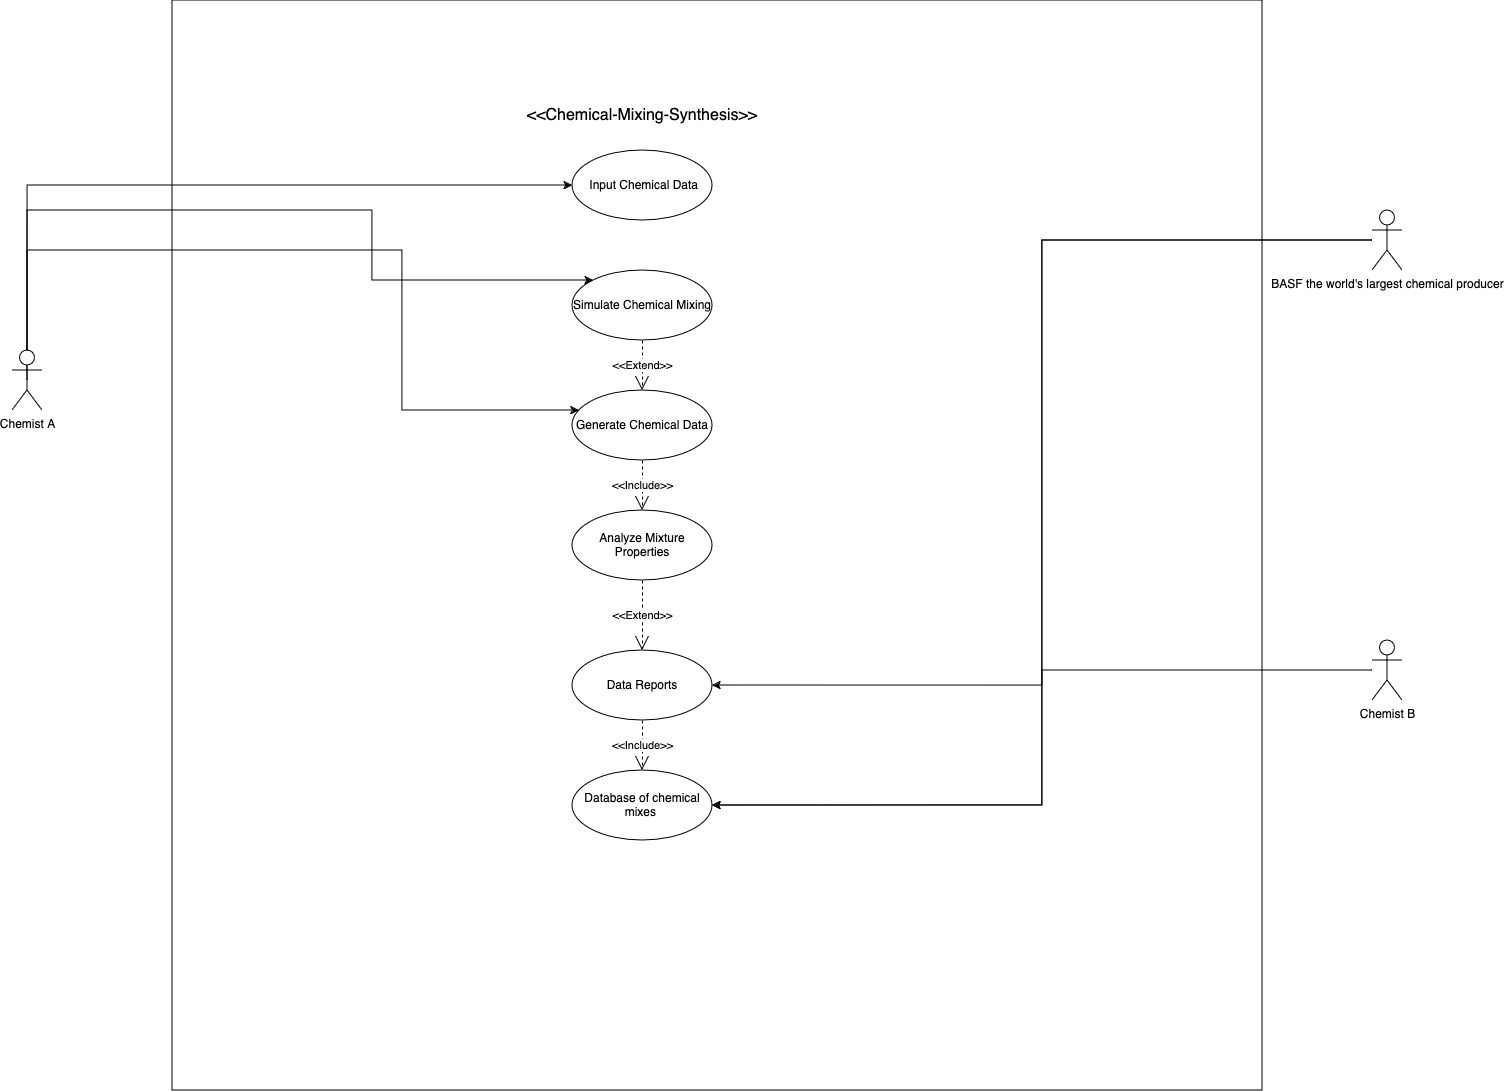 <<Chemical-Mixing-Synthesis>>
Input Chemical Data
BASF the world's largest chemical producer
Simulate Chemical Mixing
<<Extend>>
Chemist A
Generate Chemical Data
<<Include>>
Analyze Mixture
Properties
<<Extend>>
Data Reports
Chemist B
<<Include>>
Database of chemical
mixes